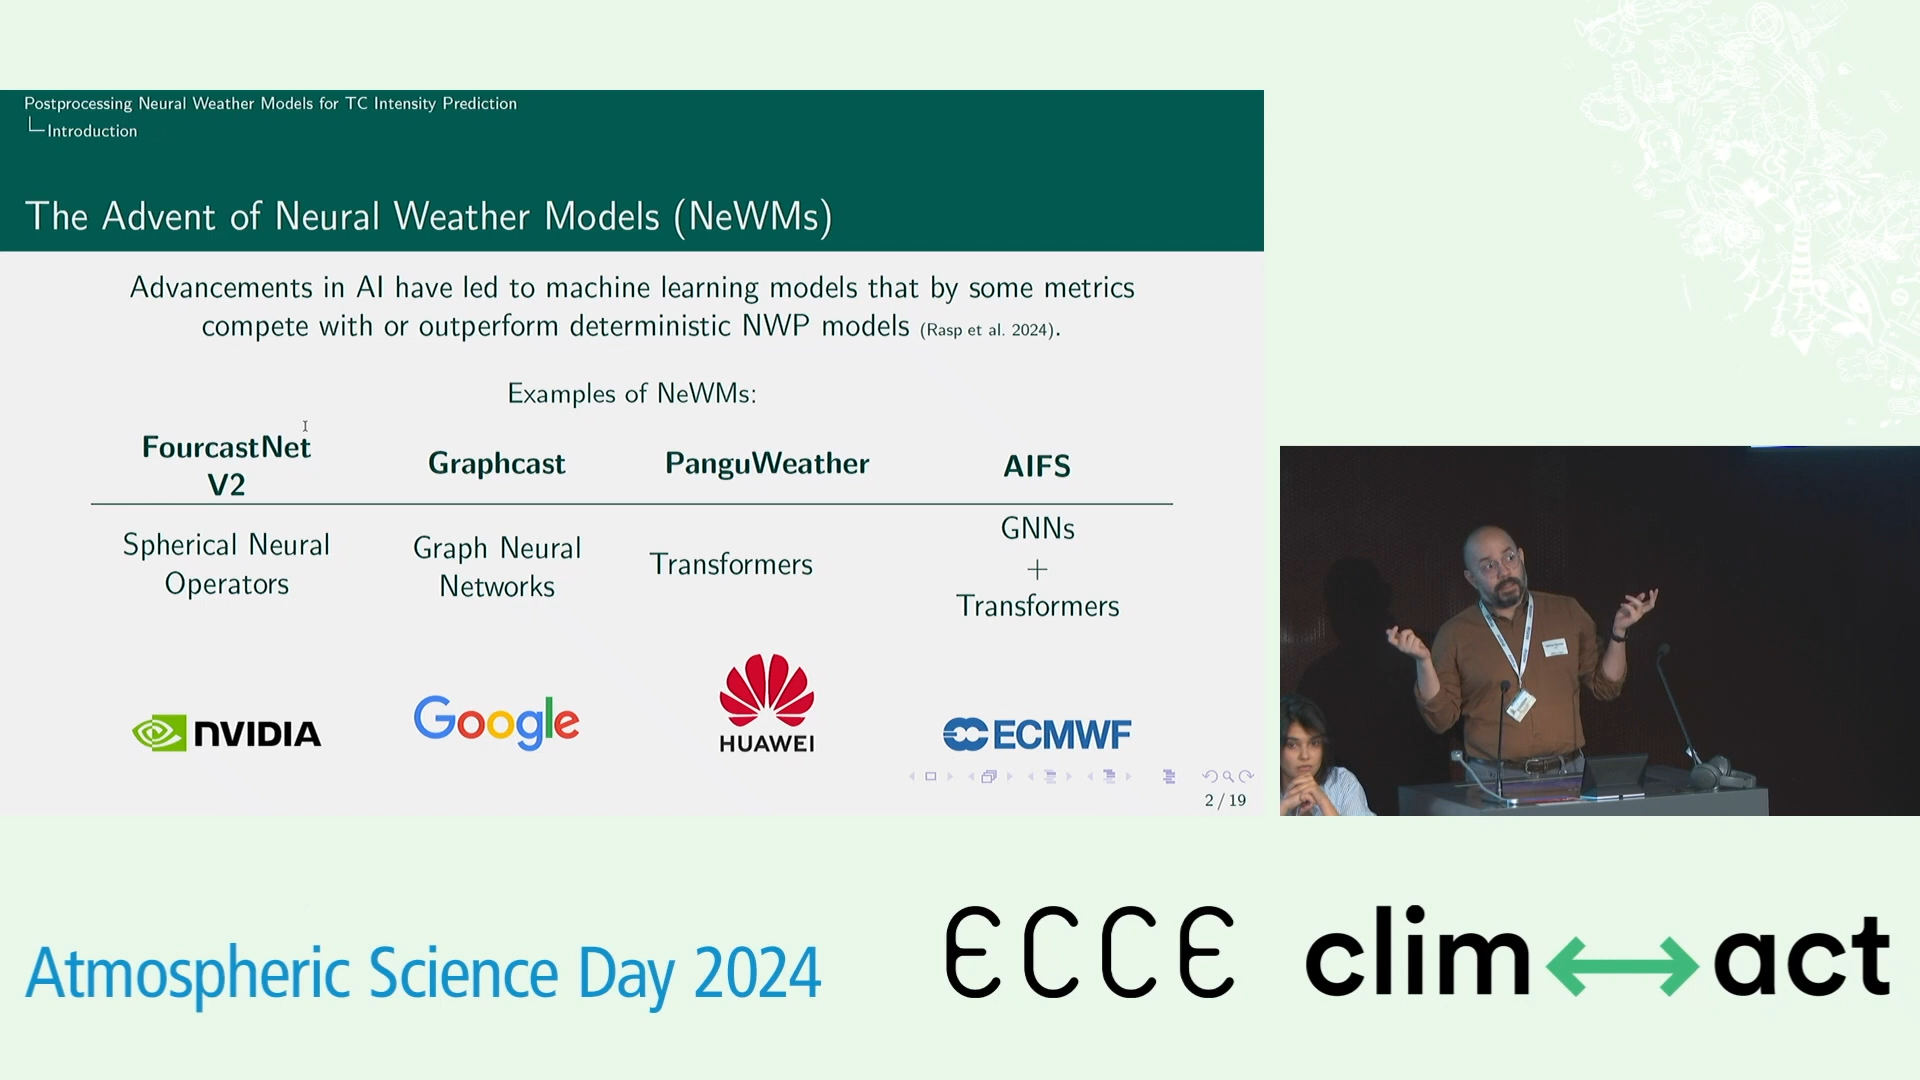 Postprocessing Neural Weather Models for TC Intensity Prediction
Introduction
The Advent of Neural Weather Models (NeWMs)
Advancements in AI have led to machine learning models that by some metrics
compete with or outperform deterministic NWP models (Rasp et al. 2024).
Examples of NeWMs:
FourcastNet
V2
Graphcast
PanguWeather
AIFS
Spherical Neural
Operators
Graph Neural
Networks
Transformers
GNNs
+
Transformers
NVIDIA
Google
HUAWEI
ECMWF
2 / 19
Atmospheric Science Day 2024
ECCE
clim act